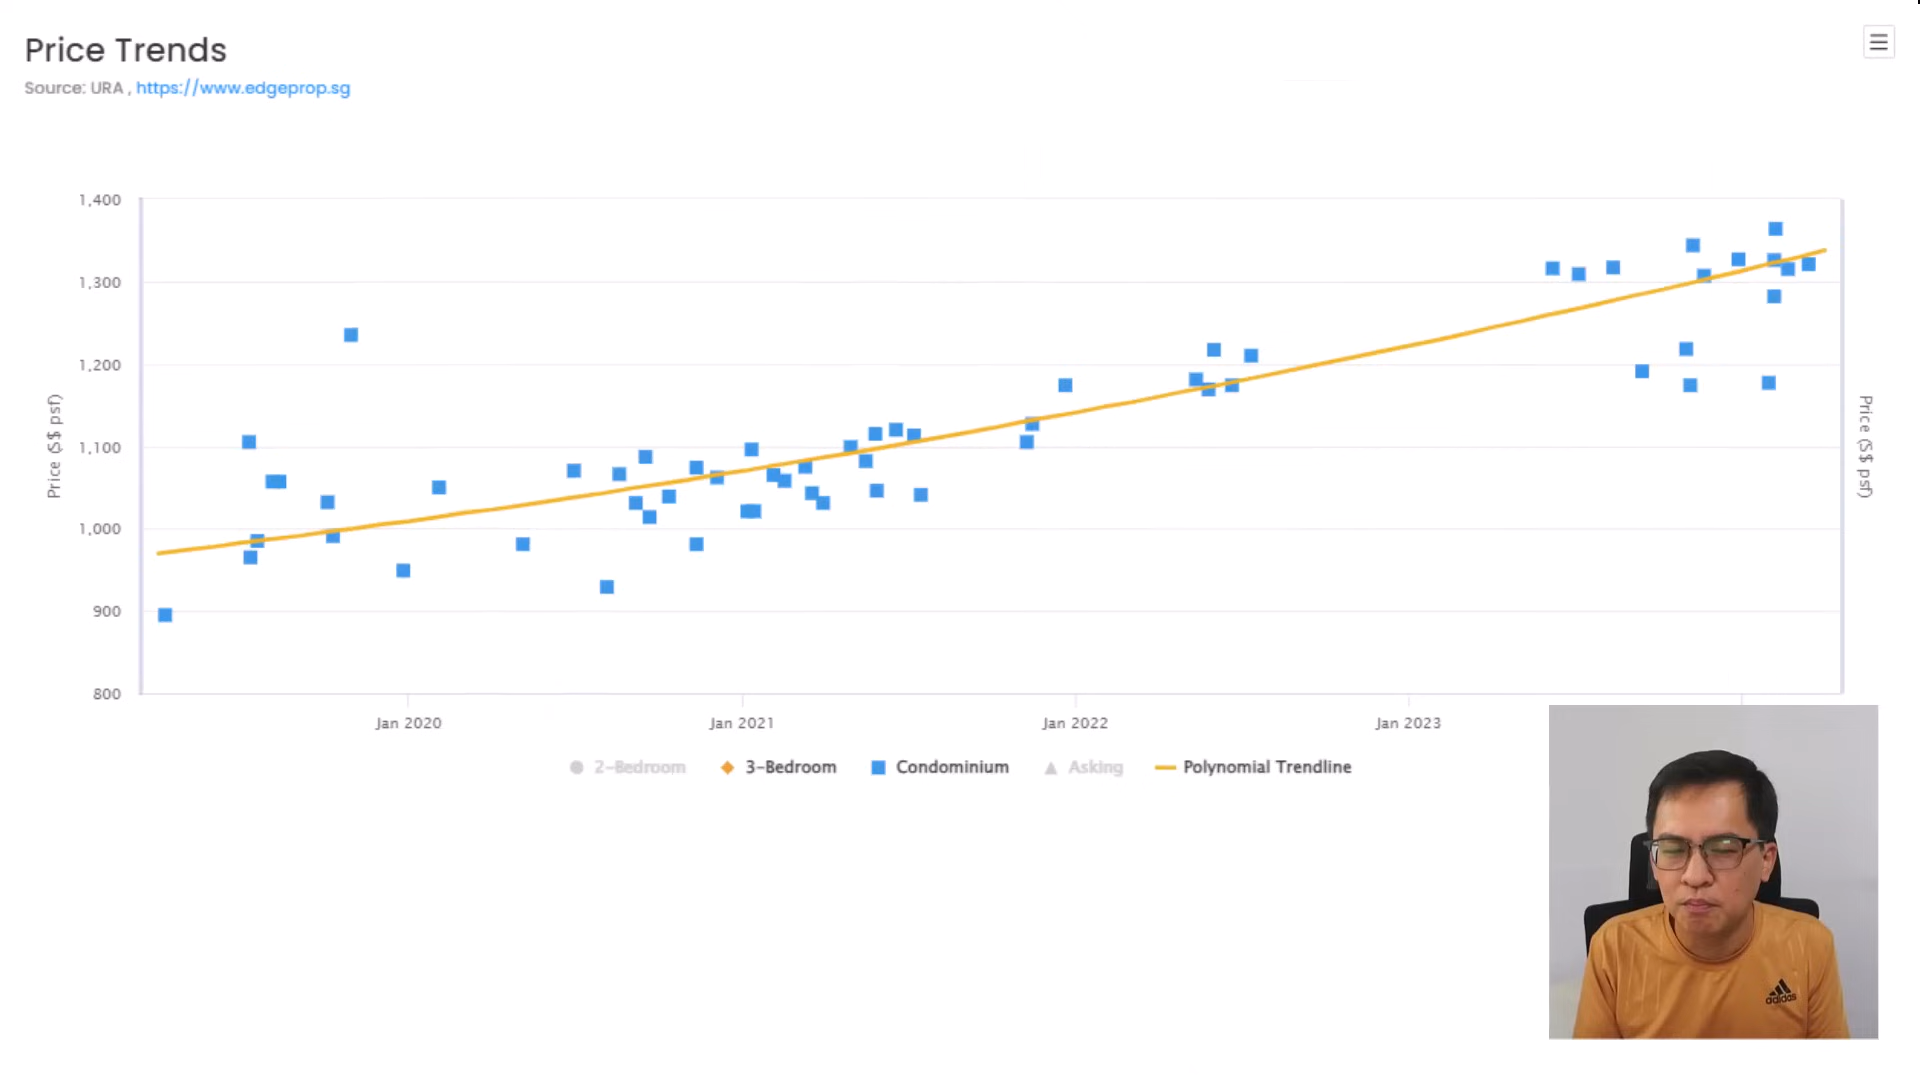 Price Trends
Source: URA , https://www.edgeprop.sg
1,400
1,300
1,200
1,100
1,000
900
800
Price (S$ psf)
Price (S$ psf)
Jan 2020
Jan 2021
Jan 2022
Jan 2023
2-Bedroom
3-Bedroom
Condominium
Asking
Polynomial Trendline
adidas